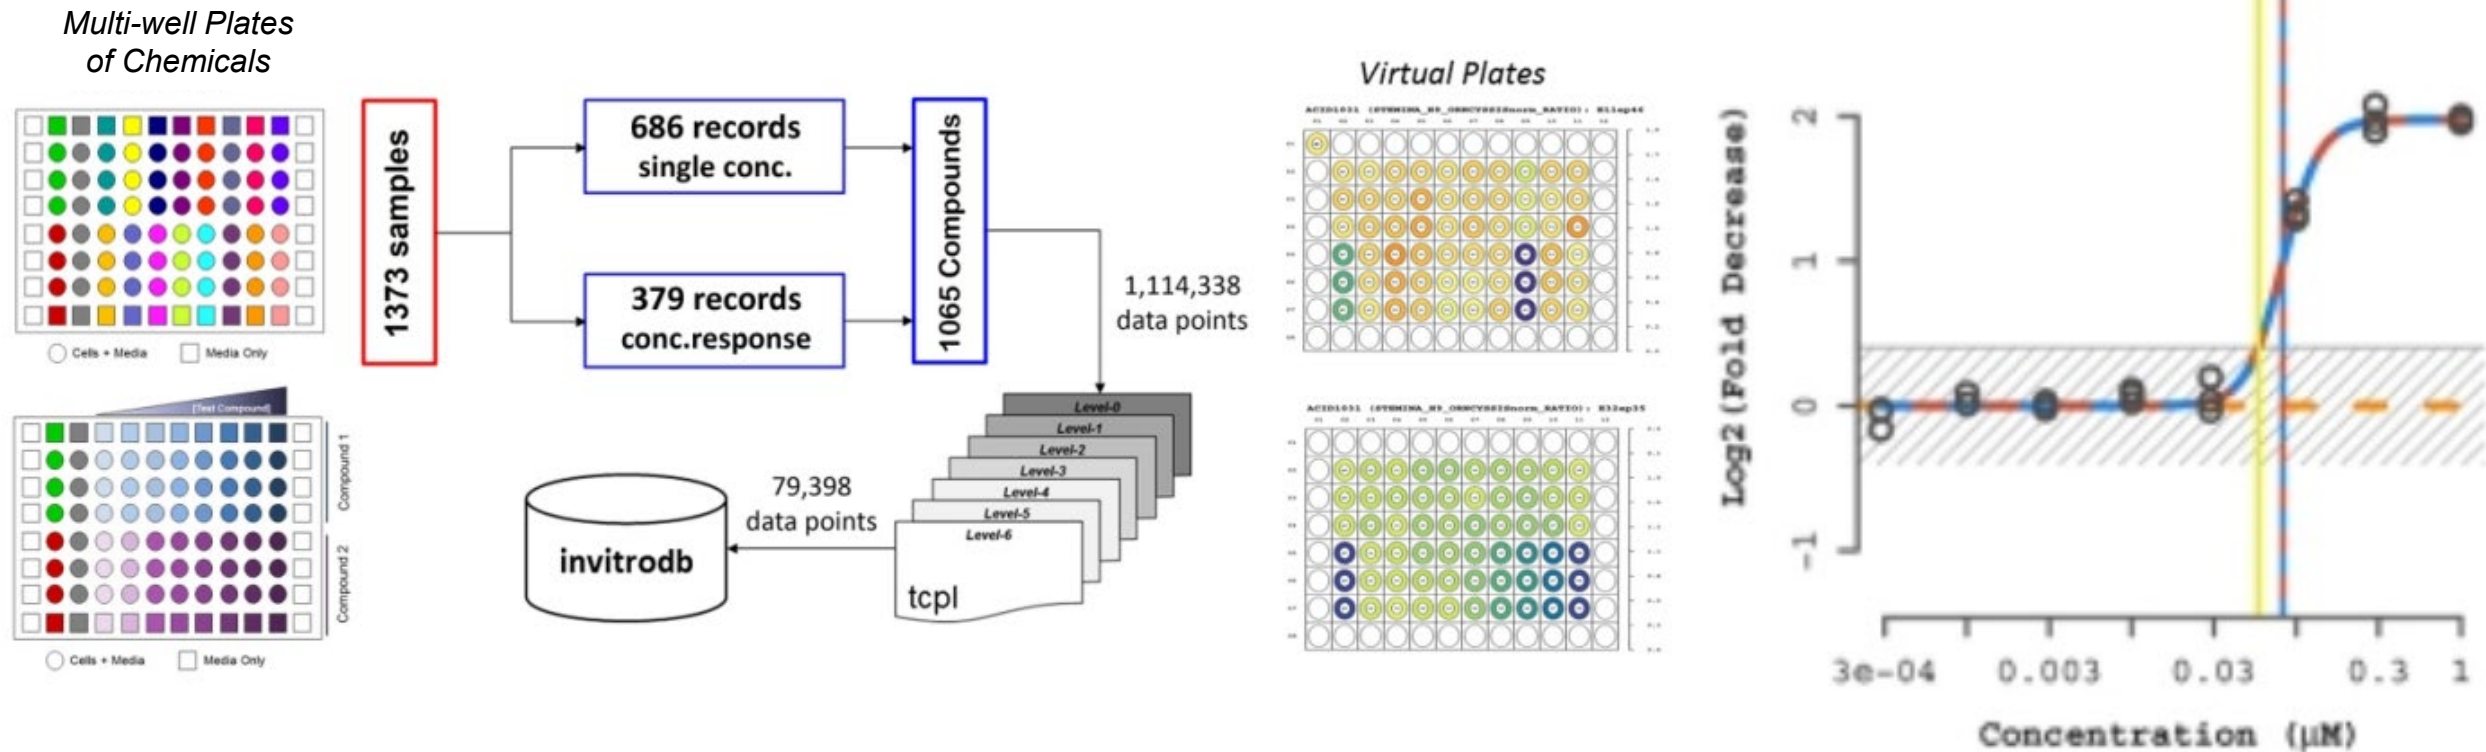 Multi-well Plates
of Chemicals
Cells + Media
Media Only
[Test Compound]
Compound 1
Compound 2
Cells + Media
Media Only
1373 samples
686 records
single conc.
379 records
conc.response
1065 Compounds
1,114,338
data points
Level-0
Level-1
Level-2
Level-3
Level-4
Level-5
Level-6
tcpl
79,398
data points
invitrodb
Virtual Plates
Log2(Fold Decrease)
2
1
0
-1
3e-04
0.003
0.03
0.3
1
Concentration (μM)